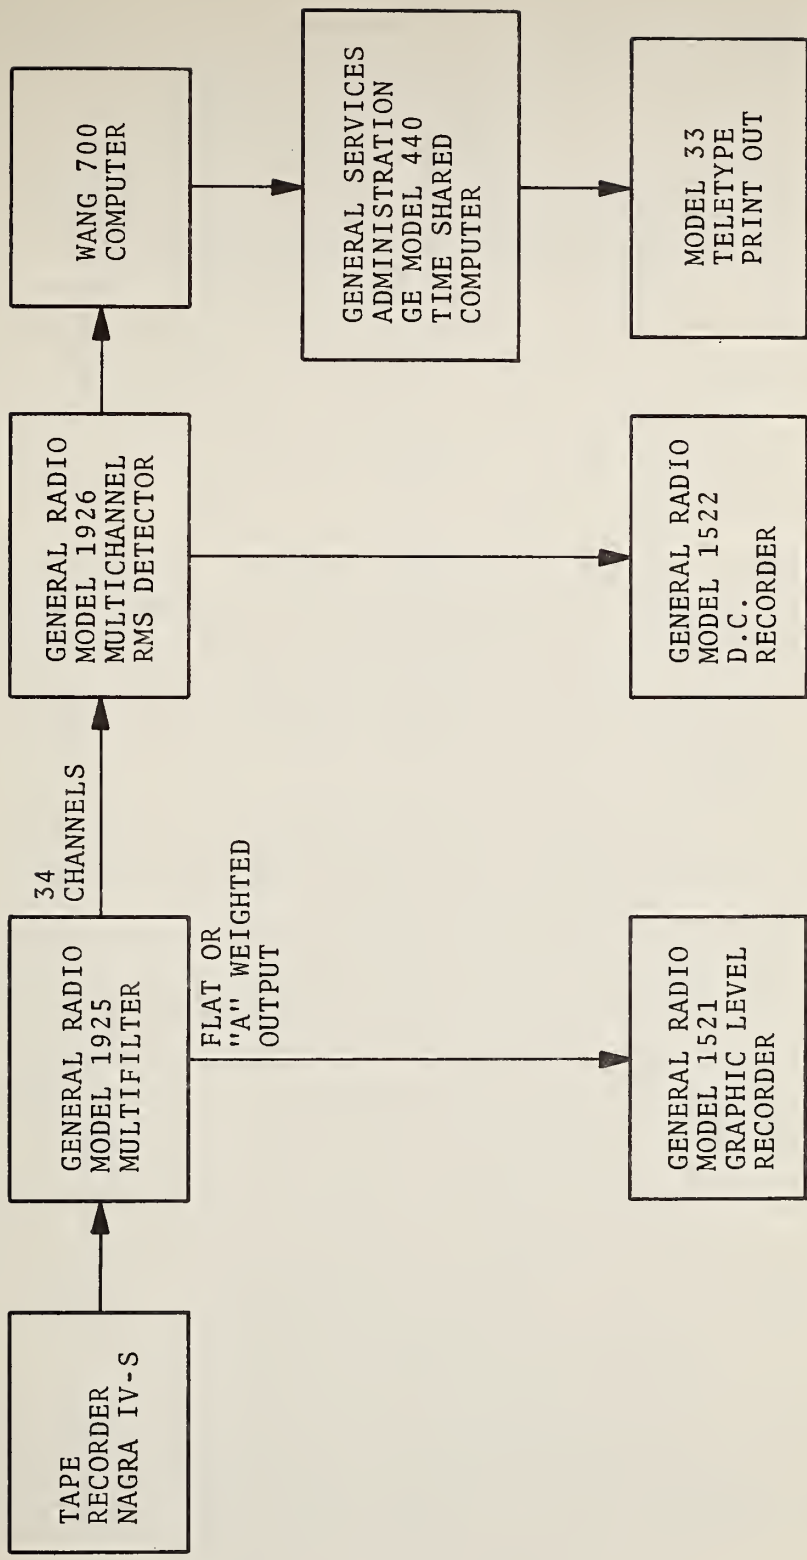 TAPE
RECORDER
NAGRA IV-S
GENERAL RADIO
MODEL 1925
MULTIFILTER
34
CHANNELS
FLAT OR
"A" WEIGHTED
OUTPUT
GENERAL RADIO
MODEL 1926
MULTICHANNEL
RMS DETECTOR
WANG 700
COMPUTER
GENERAL SERVICES
ADMINISTRATION
GE MODEL 440
TIME SHARED
COMPUTER
GENERAL RADIO
MODEL 1521
GRAPHIC LEVEL
RECORDER
GENERAL RADIO
MODEL 1522
D.C.
RECORDER
MODEL 33
TELETYPE
PRINT OUT